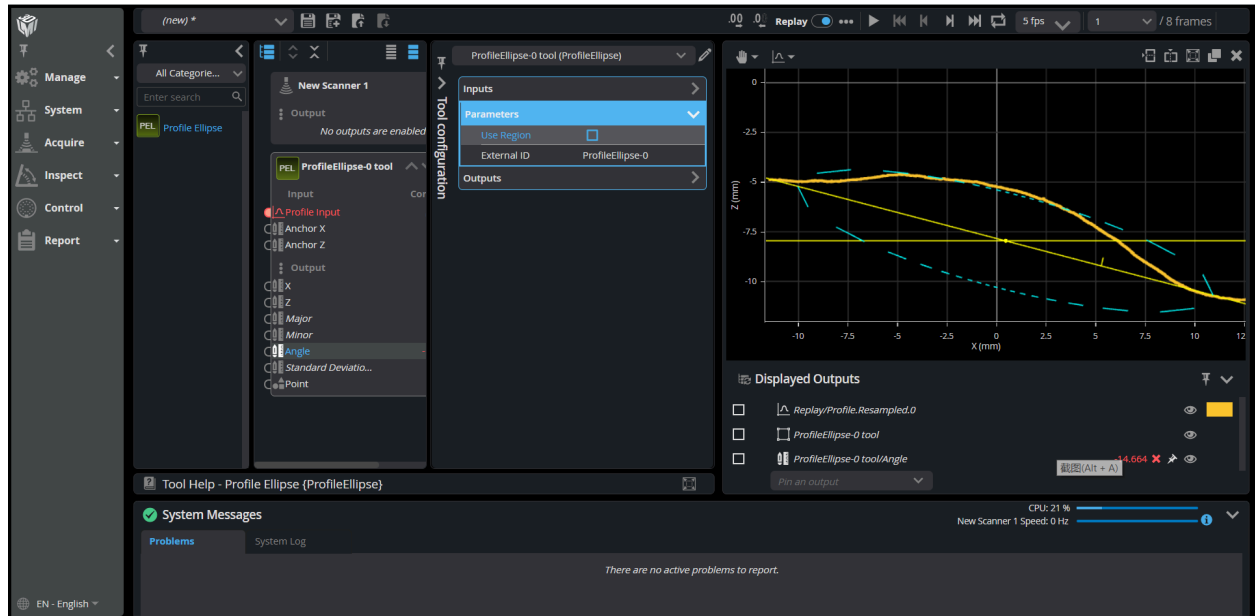 (new) *
.00 .0 Replay 5 fps 1 / 8 frames
Manage
System
Acquire
Inspect
Control
Report
EN - English
All Categorie...
Enter search
PEL Profile Ellipse
New Scanner 1
Output
No outputs are enabled
PEL ProfileEllipse-0 tool
Input Cor
Profile Input
Anchor X
Anchor Z
Output
X
Z
Major
Minor
Angle -
Standard Deviatio...
Point
Tool configuration
ProfileEllipse-0 tool (ProfileEllipse)
Inputs
Parameters
Use Region
External ID ProfileEllipse-0
Outputs
0
-2.5
-5
-7.5
-10
Z (mm)
-10 -7.5 -5 -2.5 0 2.5 5 7.5 10 12
X (mm)
Displayed Outputs
Replay/Profile.Resampled.0
ProfileEllipse-0 tool
ProfileEllipse-0 tool/Angle -14.664
截图(Alt + A)
Pin an output
Tool Help - Profile Ellipse {ProfileEllipse}
System Messages
CPU: 21 %
New Scanner 1 Speed: 0 Hz
Problems System Log
There are no active problems to report.